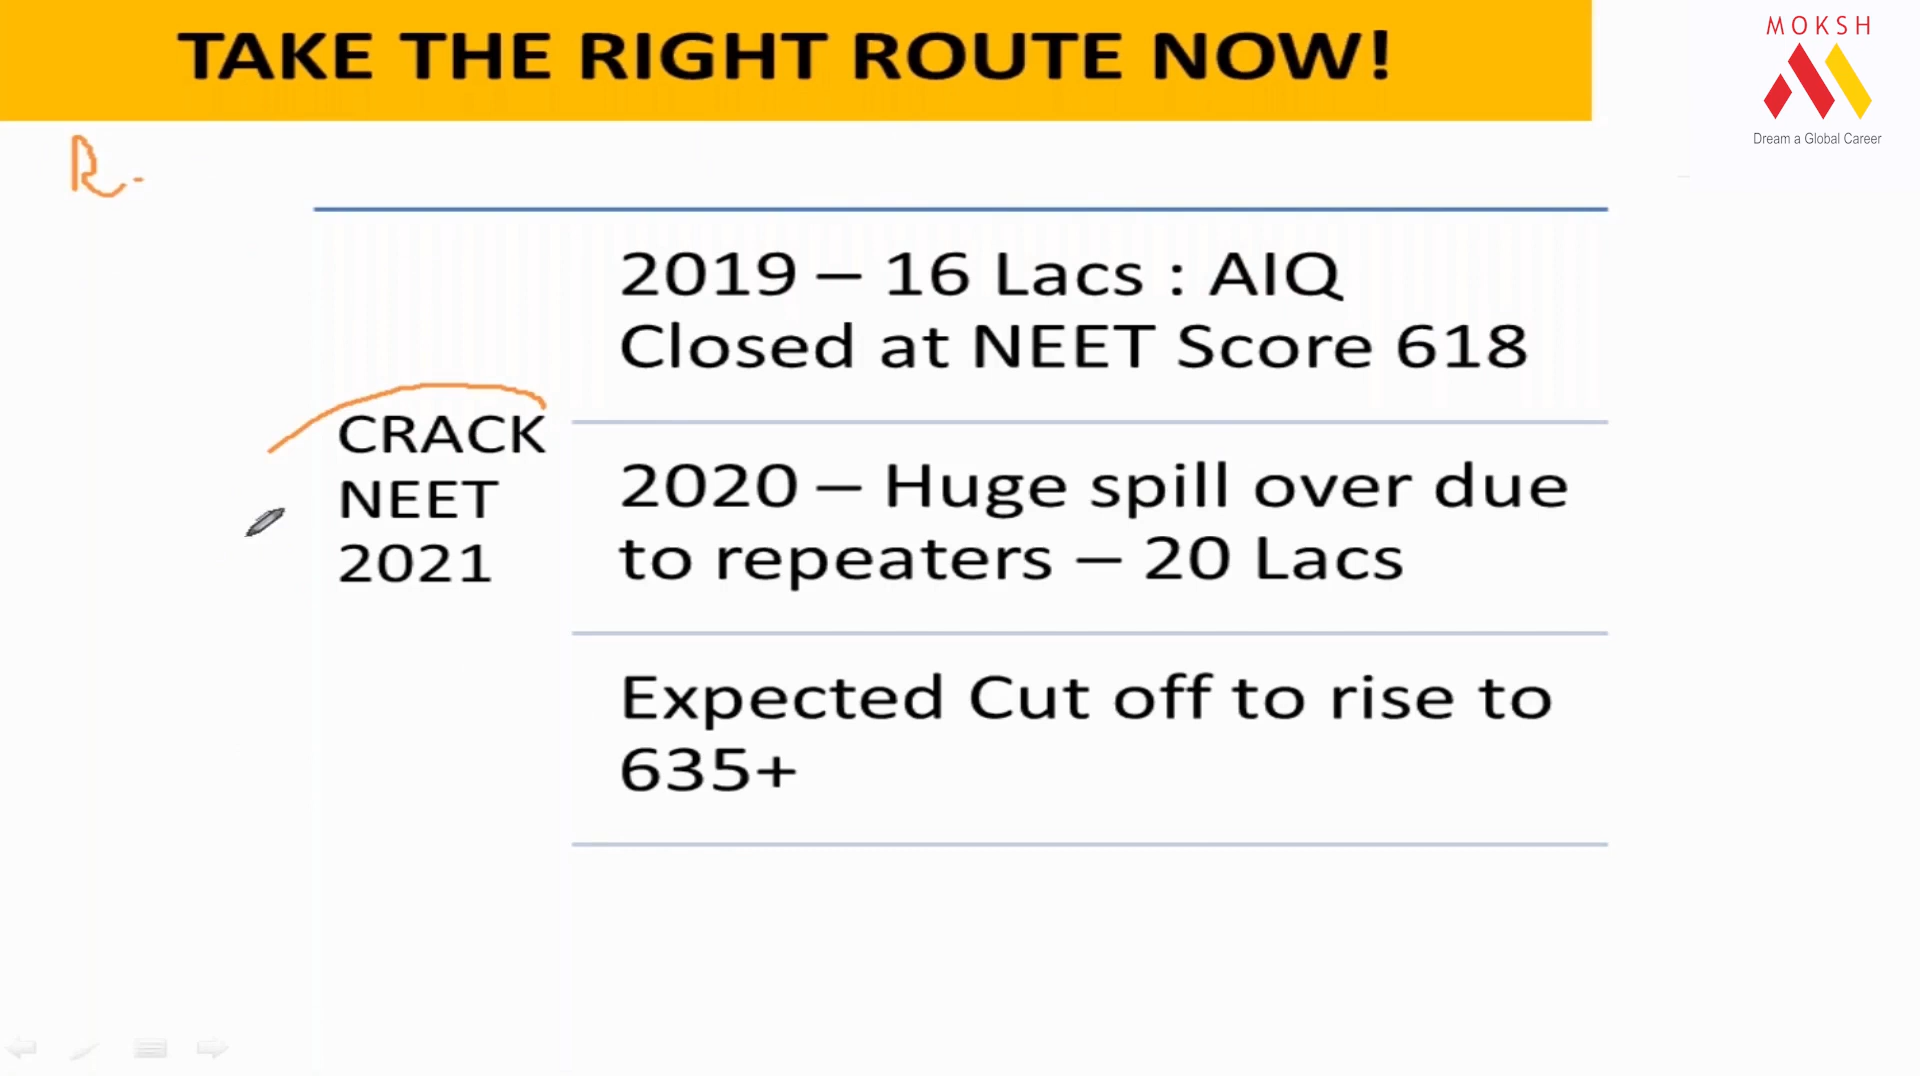 TAKE THE RIGHT ROUTE NOW!
MOKSH
Dream a Global Career
R -
2019 – 16 Lacs : AIQ
Closed at NEET Score 618
CRACK
NEET
2021
2020 – Huge spill over due
to repeaters – 20 Lacs
Expected Cut off to rise to
635+